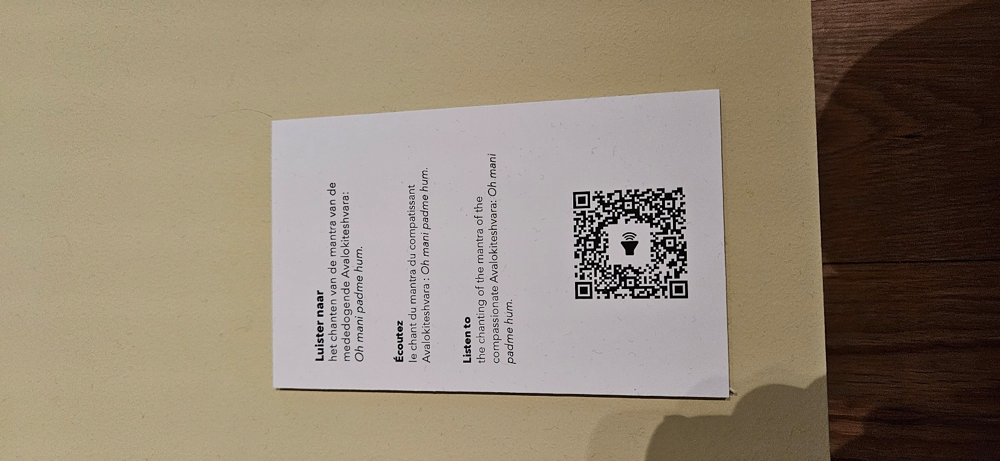 Luister naar
het chanten van de mantra van de
mededogende Avalokiteshvara:
Oh mani padme hum.
Écoutez
le chant du mantra du compatissant
Avalokiteshvara : Oh mani padme hum.
Listen to
the chanting of the mantra of the
compassionate Avalokiteshvara: Oh mani
padme hum.